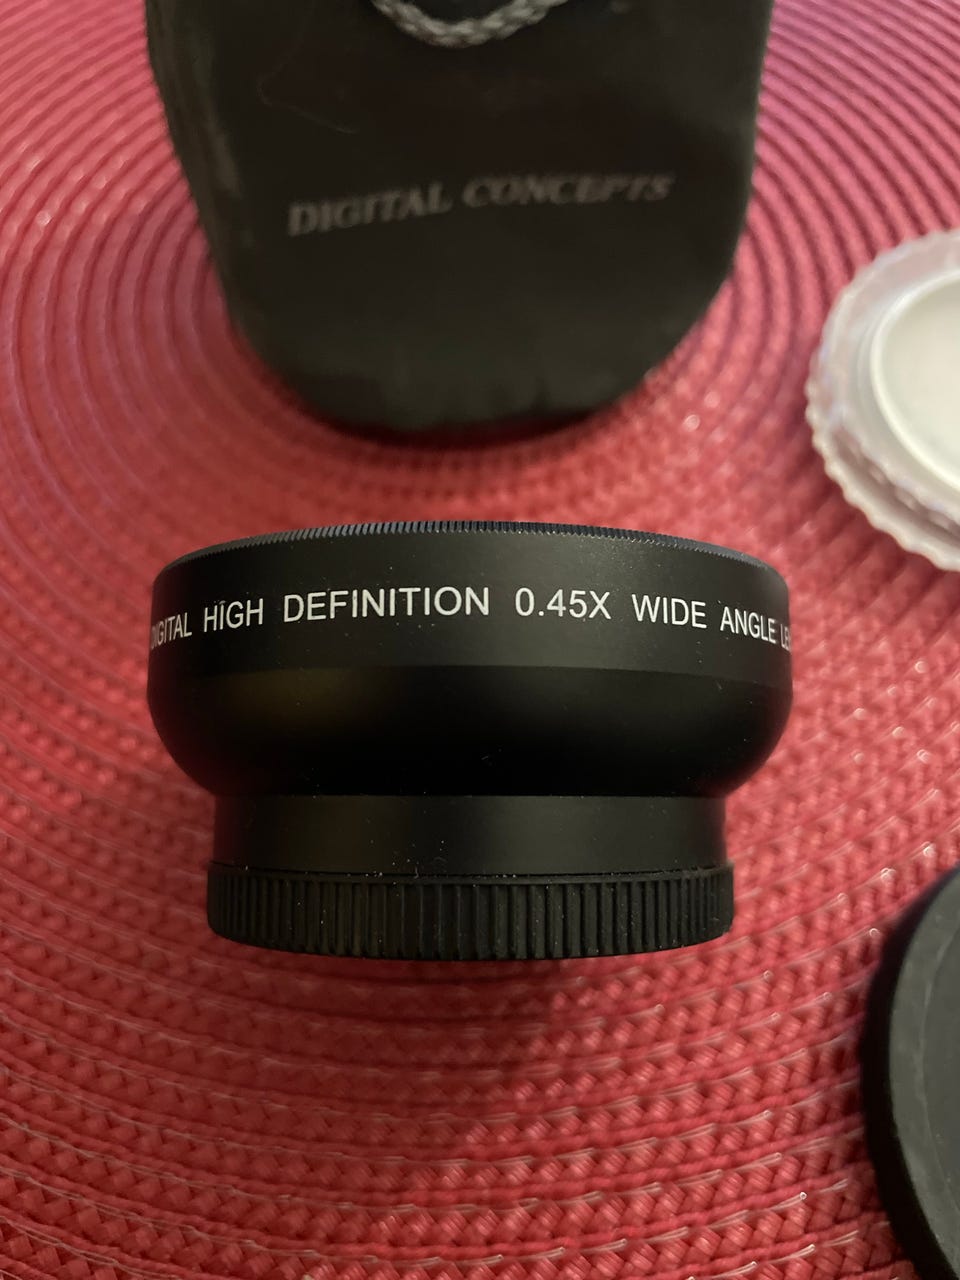 DIGITAL CONCEPTS
DIGITAL HIGH DEFINITION 0.45X WIDE ANGLE